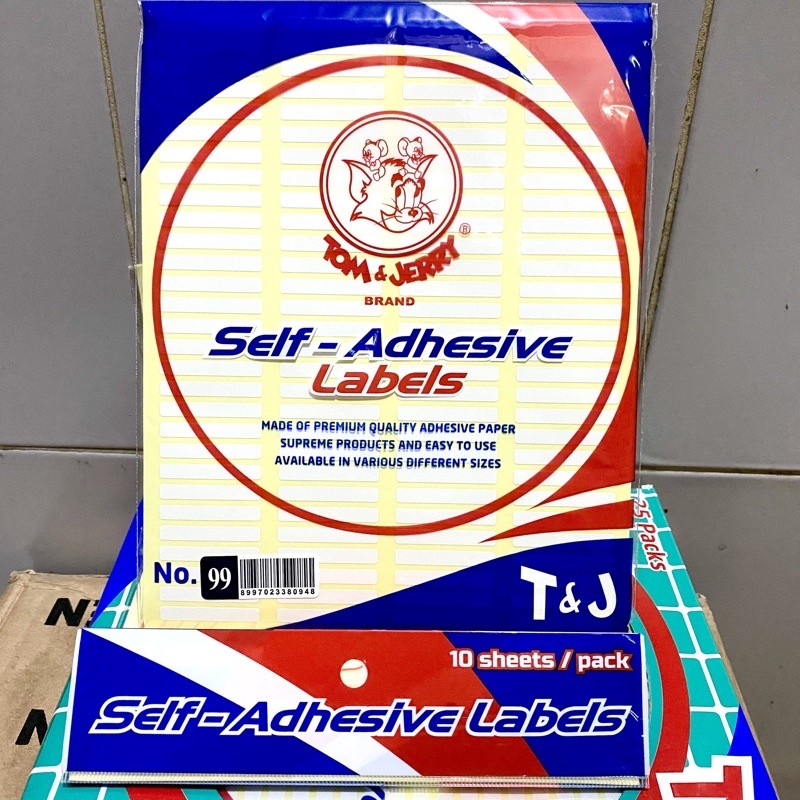 TOM & JERRY ®
BRAND
Self - Adhesive
Labels
MADE OF PREMIUM QUALITY ADHESIVE PAPER
SUPREME PRODUCTS AND EASY TO USE
AVAILABLE IN VARIOUS DIFFERENT SIZES
25 Packs
No. 99
8997023380948
T & J
10 sheets / pack
Self - Adhesive Labels